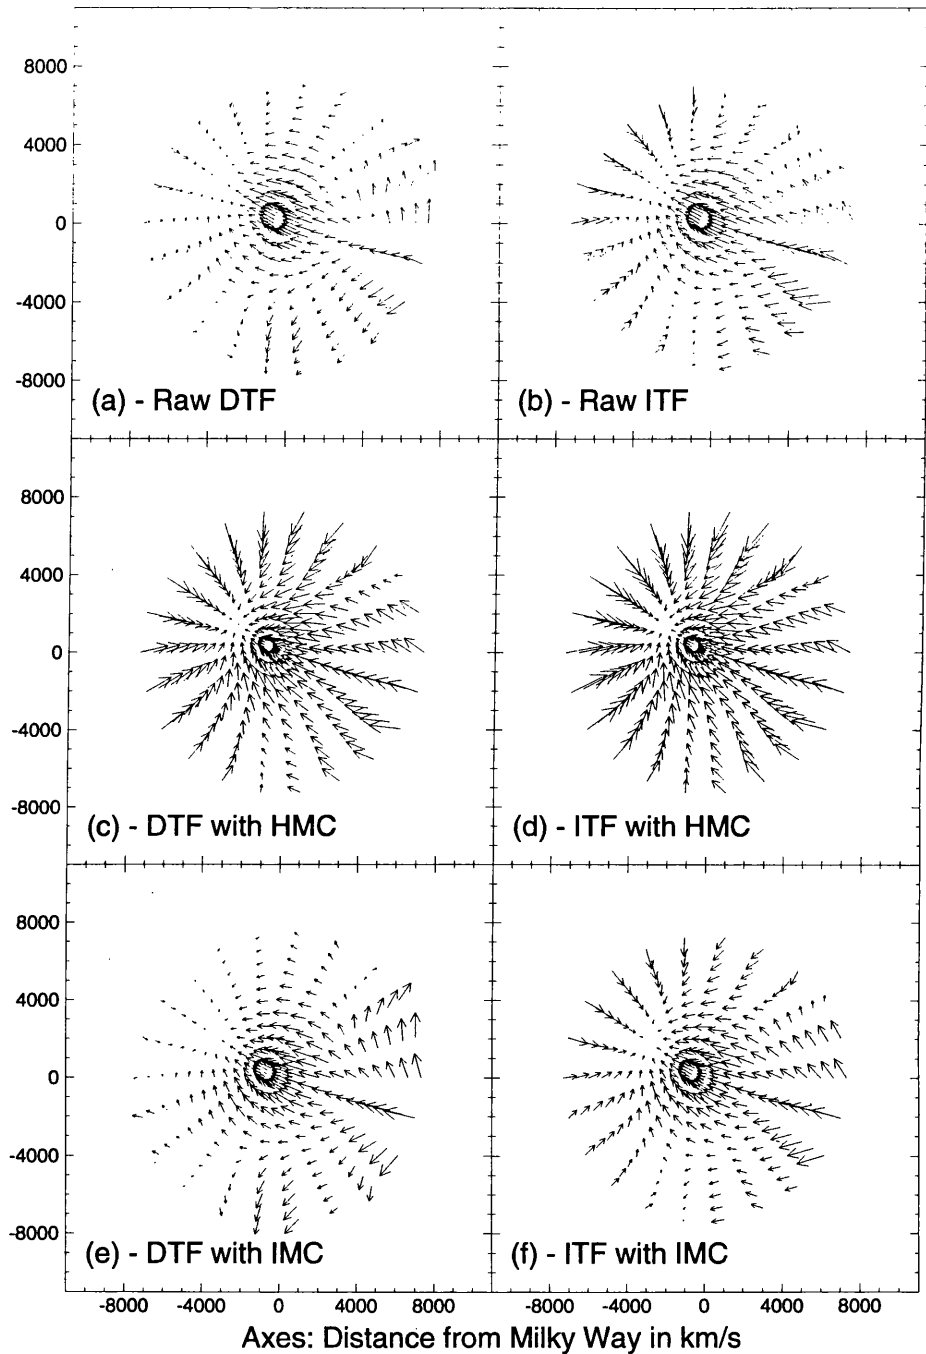 8000
4000
0
-4000
-8000
(a) - Raw DTF
(b) - Raw ITF
8000
4000
0
-4000
-8000
(c) - DTF with HMC
(d) - ITF with HMC
8000
4000
0
-4000
-8000
(e) - DTF with IMC
(f) - ITF with IMC
-8000 -4000 0 4000 8000 -8000 -4000 0 4000 8000
Axes: Distance from Milky Way in km/s